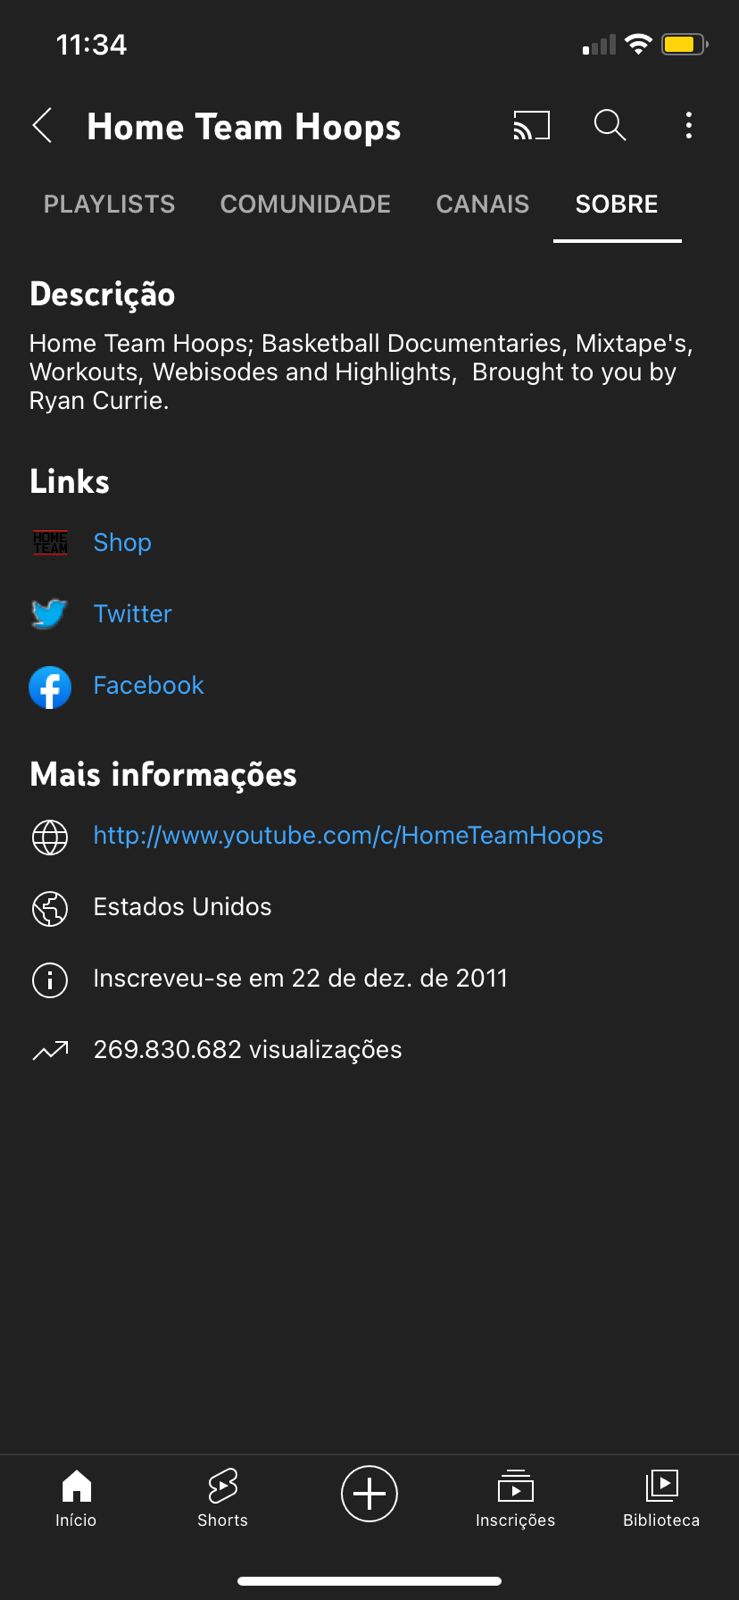 11:34
Home Team Hoops
PLAYLISTS COMUNIDADE CANAIS SOBRE
Descrição
Home Team Hoops; Basketball Documentaries, Mixtape's,
Workouts, Webisodes and Highlights,  Brought to you by
Ryan Currie.
Links
HOME
TEAM
Shop
Twitter
Facebook
Mais informações
http://www.youtube.com/c/HomeTeamHoops
Estados Unidos
Inscreveu-se em 22 de dez. de 2011
269.830.682 visualizações
Início Shorts Inscrições Biblioteca